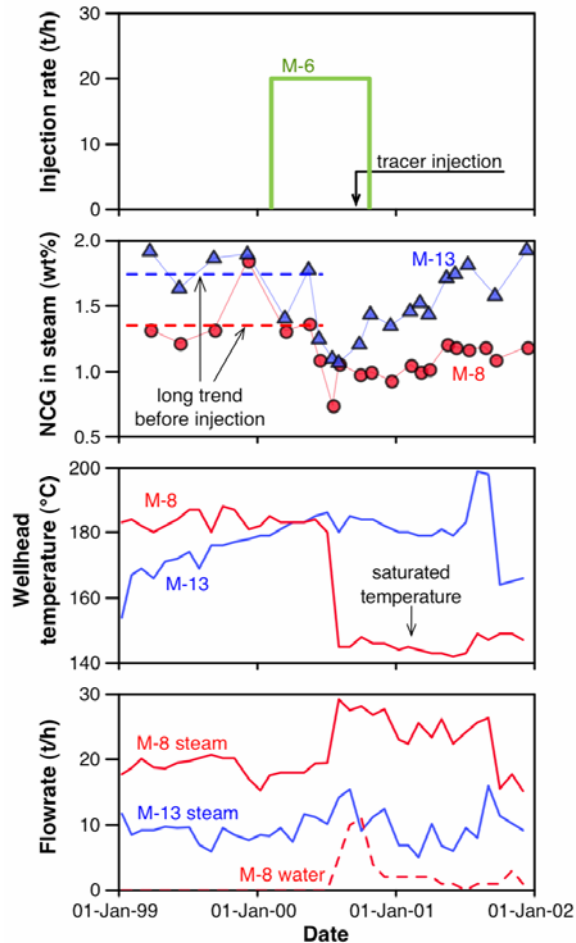 Injection rate (t/h)
30
20
10
0
M-6
tracer injection
NCG in steam (wt%)
2.0
1.5
1.0
0.5
M-13
M-8
long trend
before injection
Wellhead
temperature (°C)
200
180
160
140
M-8
M-13
saturated
temperature
Flowrate (t/h)
30
20
10
0
M-8 steam
M-13 steam
M-8 water
01-Jan-99 01-Jan-00 01-Jan-01 01-Jan-02
Date